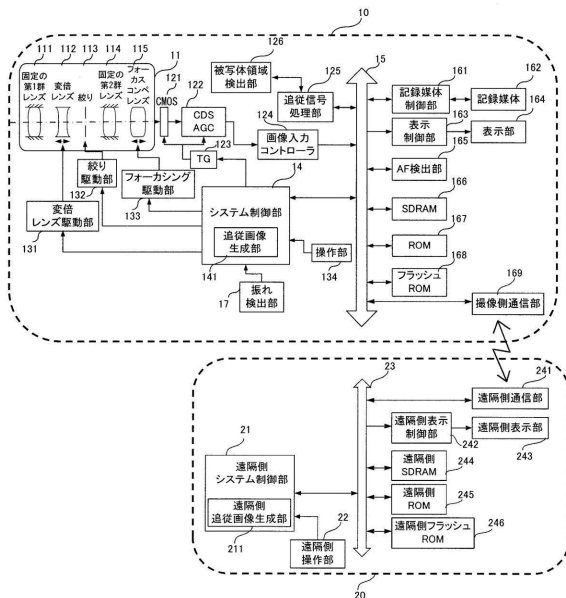 10
111
112
113
114
115
11
固定の
第1群
レンズ
変倍
レンズ
絞り
固定の
第2群
レンズ
フォー
カス
コンペ
レンズ
121
CMOS
122
CDS
AGC
123
TG
126
被写体領域
検出部
125
追従信号
処理部
124
画像入力
コントローラ
15
161
記録媒体
制御部
162
記録媒体
163
表示
制御部
164
表示部
165
AF検出部
166
SDRAM
167
ROM
168
フラッシュ
ROM
169
撮像側通信部
絞り
駆動部
132
フォーカシング
駆動部
133
変倍
レンズ駆動部
131
14
システム制御部
追従画像
生成部
141
操作部
134
17
振れ
検出部
23
241
遠隔側通信部
遠隔側表示
制御部
242
遠隔側表示部
243
21
遠隔側
システム制御部
遠隔側
追従画像生成部
211
22
遠隔側
操作部
遠隔側
SDRAM
244
遠隔側
ROM
245
遠隔側フラッシュ
ROM
246
20